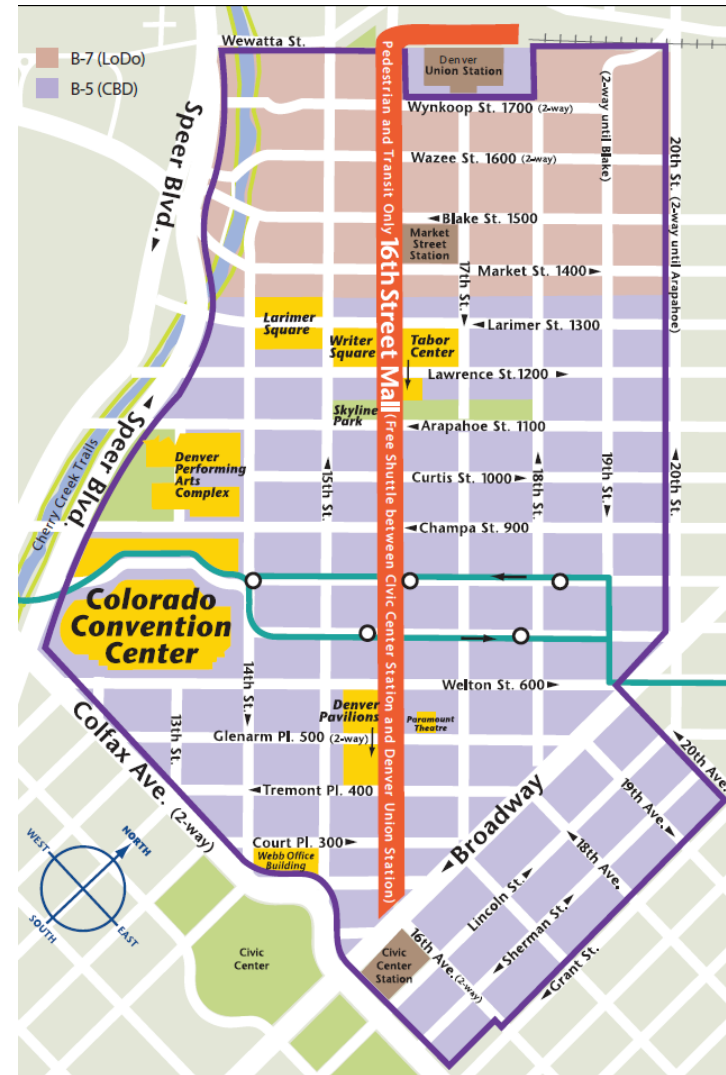 Wewatta St.
B-7 (LoDo)
B-5 (CBD)
Denver
Union Station
Pedestrian and Transit Only 16th Street Mall (Free Shuttle between Civic Center Station and Denver Union Station)
Wynkoop St. 1700 (2-way)
(2-way until Blake)
Wazee St. 1600 (2-way)
20th St. (2-way until Arapahoe)
Speer Blvd.
Blake St. 1500
Market
Street
Station
17th St.
Market St. 1400
Larimer
Square
Writer
Square
Tabor
Center
Larimer St. 1300
Lawrence St. 1200
Skyline
Park
Arapahoe St. 1100
Speer Blvd.
Cherry Creek Trails
Denver
Performing
Arts
Complex
15th St.
Curtis St. 1000
18th St.
19th St.
20th St.
Champa St. 900
Colorado
Convention
Center
14th St.
13th St.
Welton St. 600
Denver
Pavilions
Paramount
Theatre
Glenarm Pl. 500 (2-way)
Colfax Ave. (2-way)
Tremont Pl. 400
Court Pl. 300
Webb Office
Building
Broadway
20th Ave.
19th Ave.
18th Ave.
Lincoln St.
Sherman St.
16th Ave. (2-way)
Grant St.
NORTH
WEST
SOUTH
EAST
Civic
Center
Civic
Center
Station